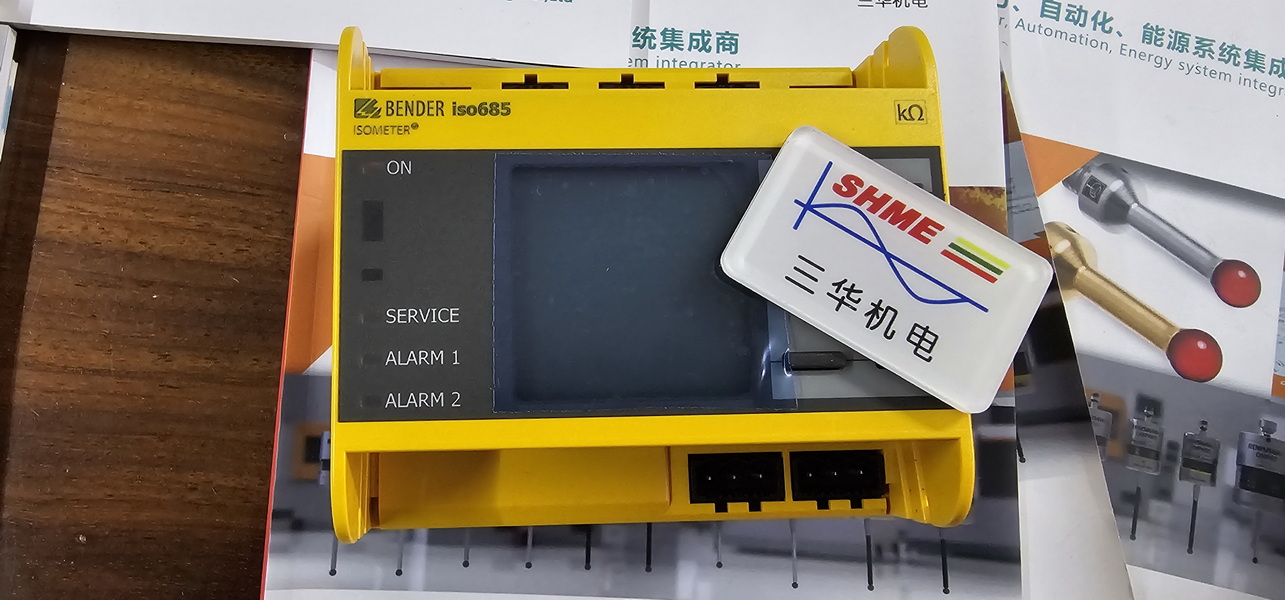 三华机电
统集成商
em integrator
、自动化、能源系统集成
r, Automation, Energy system integr
BENDER iso685
ISOMETER®
kΩ
ON
SERVICE
ALARM 1
ALARM 2
SHME
三华机电